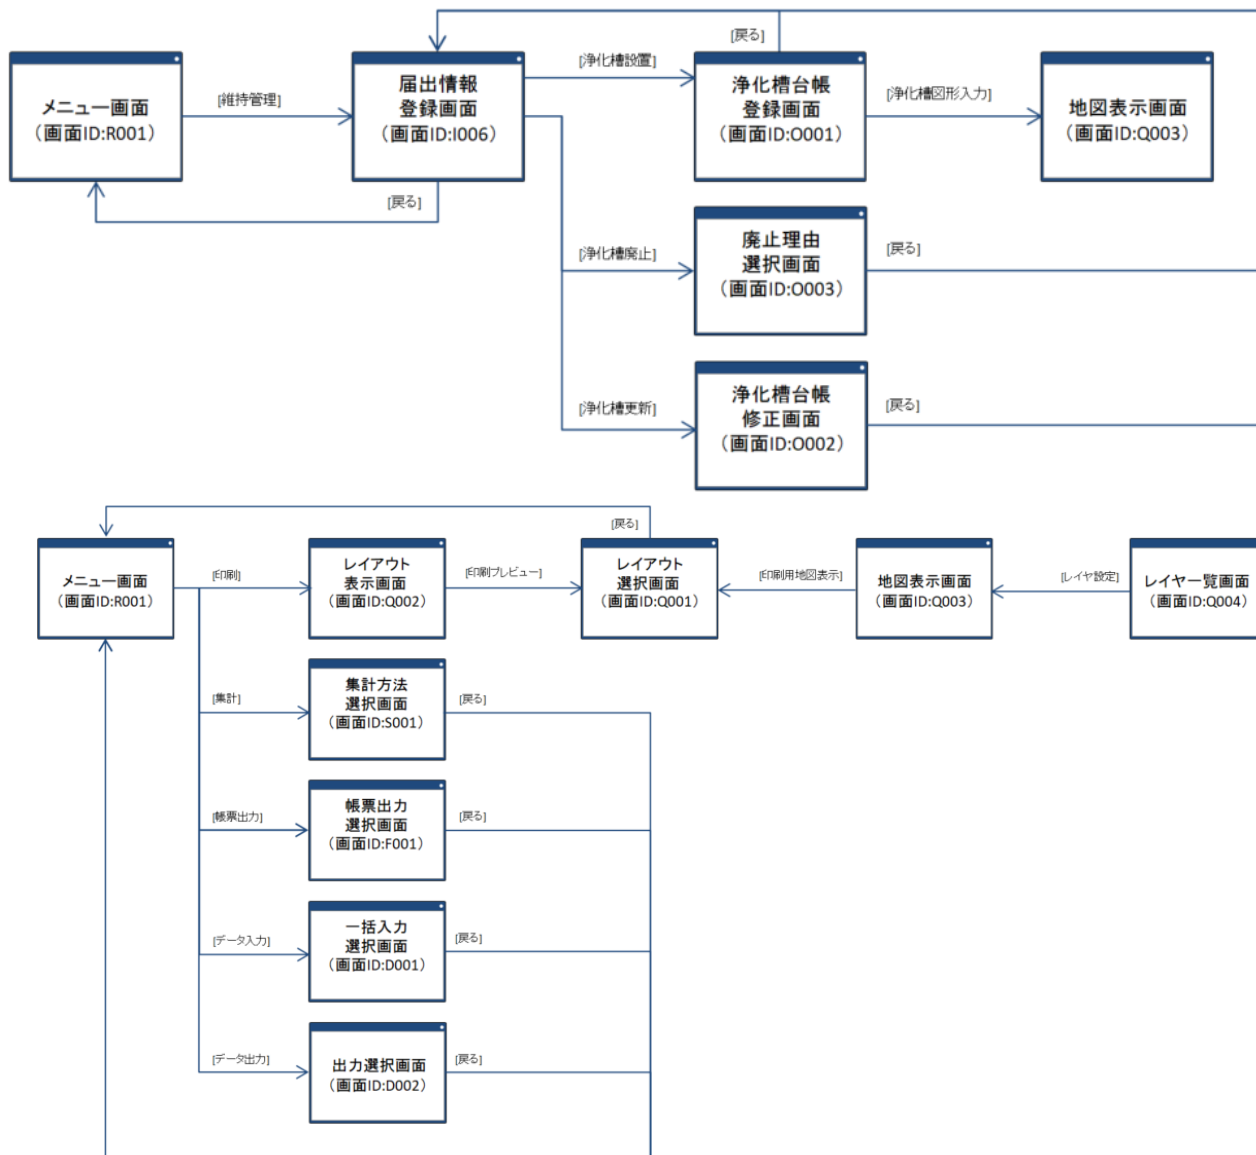 [戻る]
メニュー画面
（画面ID:R001）
[維持管理]
届出情報
登録画面
（画面ID:I006）
[戻る]
[浄化槽設置]
浄化槽台帳
登録画面
（画面ID:O001）
[浄化槽図形入力]
地図表示画面
（画面ID:Q003）
[浄化槽廃止]
廃止理由
選択画面
（画面ID:O003）
[戻る]
[浄化槽更新]
浄化槽台帳
修正画面
（画面ID:O002）
[戻る]
[戻る]
メニュー画面
（画面ID:R001）
[印刷]
レイアウト
表示画面
（画面ID:Q002）
[印刷プレビュー]
レイアウト
選択画面
（画面ID:Q001）
[印刷用地図表示]
地図表示画面
（画面ID:Q003）
[レイヤ設定]
レイヤ一覧画面
（画面ID:Q004）
[集計]
集計方法
選択画面
（画面ID:S001）
[戻る]
[帳票出力]
帳票出力
選択画面
（画面ID:F001）
[戻る]
[データ入力]
一括入力
選択画面
（画面ID:D001）
[戻る]
[データ出力]
出力選択画面
（画面ID:D002）
[戻る]